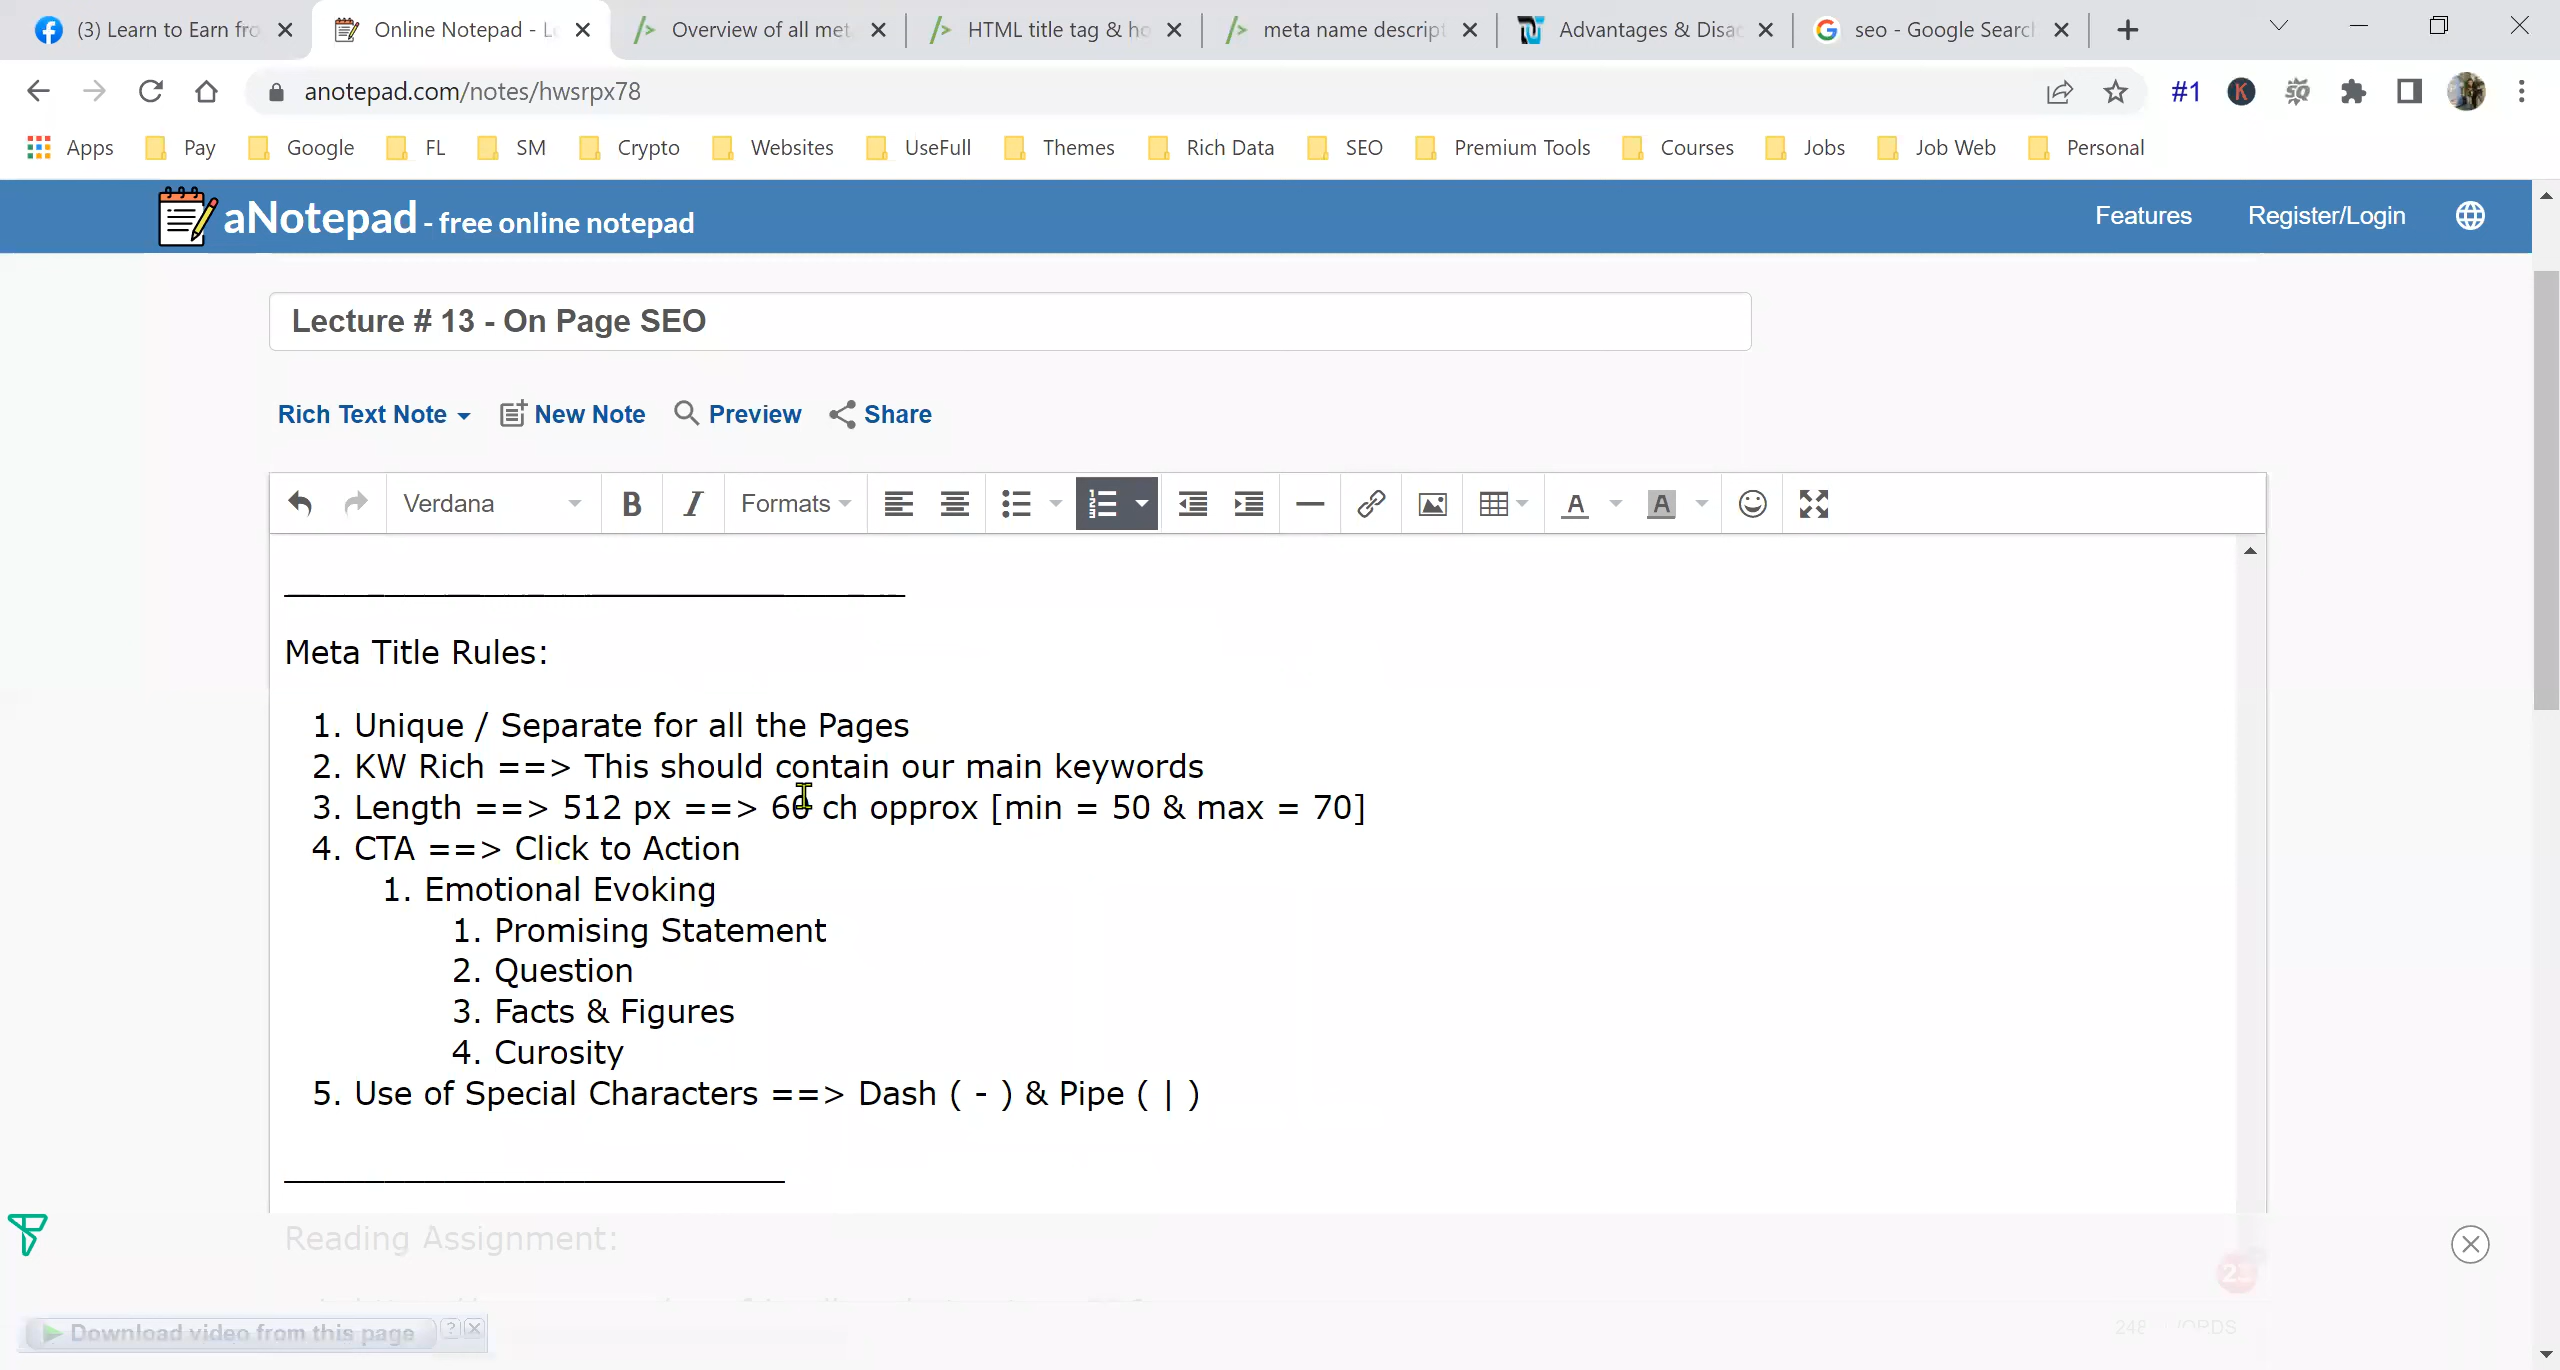 (3) Learn to Earn fro
Online Notepad - Lo
Overview of all met
HTML title tag & ho
meta name descript
Advantages & Disad
seo - Google Search
anotepad.com/notes/hwsrpx78
#1
K
SQ
Apps
Pay
Google
FL
SM
Crypto
Websites
UseFull
Themes
Rich Data
SEO
Premium Tools
Courses
Jobs
Job Web
Personal
aNotepad - free online notepad
Features
Register/Login
Lecture # 13 - On Page SEO
Rich Text Note
New Note
Preview
Share
Verdana
B
I
Formats
A
A
Meta Title Rules:
1. Unique / Separate for all the Pages
2. KW Rich ==> This should contain our main keywords
3. Length ==> 512 px ==> 60 ch opprox [min = 50 & max = 70]
4. CTA ==> Click to Action
1. Emotional Evoking
1. Promising Statement
2. Question
3. Facts & Figures
4. Curosity
5. Use of Special Characters ==> Dash ( - ) & Pipe ( | )
Reading Assignment:
Download video from this page
?